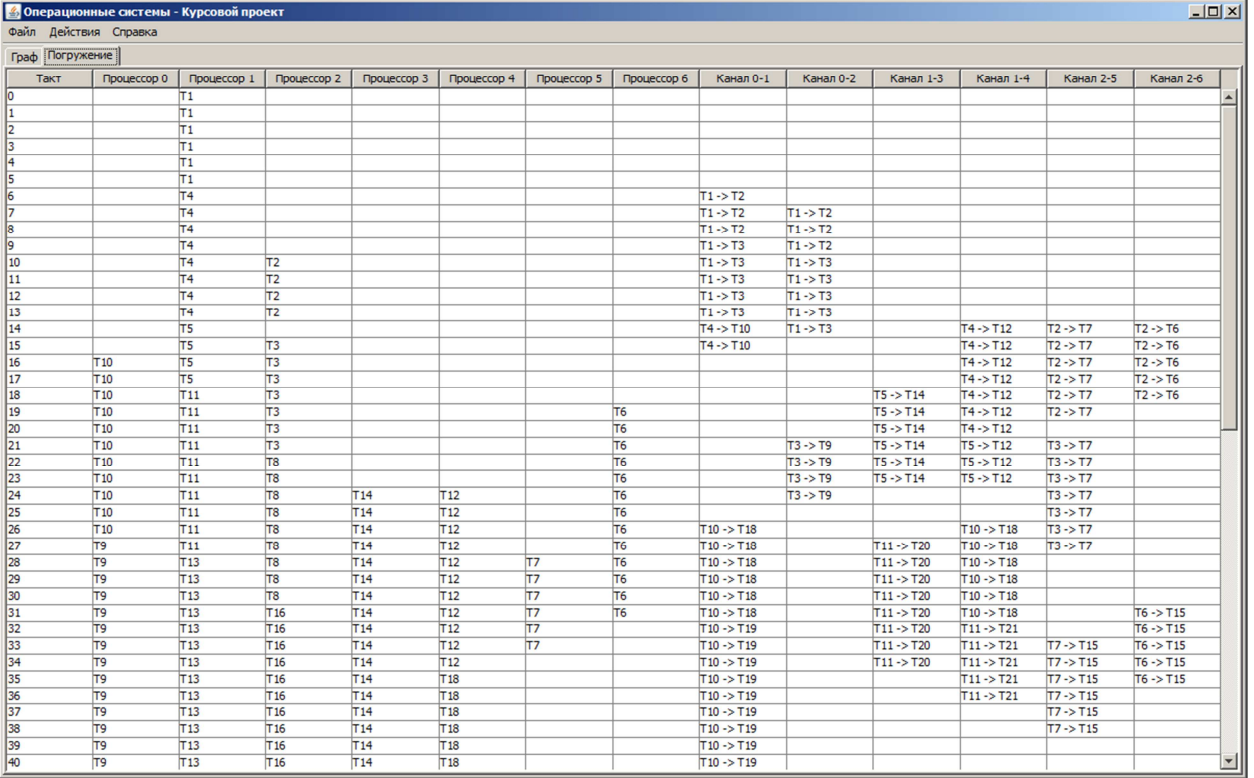 Операционные системы - Курсовой проект
Файл Действия Справка
Граф Погружение
Такт Процессор 0 Процессор 1 Процессор 2 Процессор 3 Процессор 4 Процессор 5 Процессор 6 Канал 0-1 Канал 0-2 Канал 1-3 Канал 1-4 Канал 2-5 Канал 2-6
0 T1
1 T1
2 T1
3 T1
4 T1
5 T1
6 T4 T1 -> T2
7 T4 T1 -> T2 T1 -> T2
8 T4 T1 -> T2 T1 -> T2
9 T4 T1 -> T3 T1 -> T2
10 T4 T2 T1 -> T3 T1 -> T3
11 T4 T2 T1 -> T3 T1 -> T3
12 T4 T2 T1 -> T3 T1 -> T3
13 T4 T2 T1 -> T3 T1 -> T3
14 T5 T4 -> T10 T1 -> T3 T4 -> T12 T2 -> T7 T2 -> T6
15 T5 T3 T4 -> T10 T4 -> T12 T2 -> T7 T2 -> T6
16 T10 T5 T3 T4 -> T12 T2 -> T7 T2 -> T6
17 T10 T5 T3 T4 -> T12 T2 -> T7 T2 -> T6
18 T10 T11 T3 T5 -> T14 T4 -> T12 T2 -> T7 T2 -> T6
19 T10 T11 T3 T6 T5 -> T14 T4 -> T12 T2 -> T7
20 T10 T11 T3 T6 T5 -> T14 T4 -> T12
21 T10 T11 T3 T6 T3 -> T9 T5 -> T14 T5 -> T12 T3 -> T7
22 T10 T11 T8 T6 T3 -> T9 T5 -> T14 T5 -> T12 T3 -> T7
23 T10 T11 T8 T6 T3 -> T9 T5 -> T14 T5 -> T12 T3 -> T7
24 T10 T11 T8 T14 T12 T6 T3 -> T9 T3 -> T7
25 T10 T11 T8 T14 T12 T6 T3 -> T7
26 T10 T11 T8 T14 T12 T6 T10 -> T18 T10 -> T18 T3 -> T7
27 T9 T11 T8 T14 T12 T6 T10 -> T18 T11 -> T20 T10 -> T18 T3 -> T7
28 T9 T13 T8 T14 T12 T7 T6 T10 -> T18 T11 -> T20 T10 -> T18
29 T9 T13 T8 T14 T12 T7 T6 T10 -> T18 T11 -> T20 T10 -> T18
30 T9 T13 T8 T14 T12 T7 T6 T10 -> T18 T11 -> T20 T10 -> T18
31 T9 T13 T16 T14 T12 T7 T6 T10 -> T18 T11 -> T20 T10 -> T18 T6 -> T15
32 T9 T13 T16 T14 T12 T7 T10 -> T19 T11 -> T20 T11 -> T21 T6 -> T15
33 T9 T13 T16 T14 T12 T7 T10 -> T19 T11 -> T20 T11 -> T21 T7 -> T15 T6 -> T15
34 T9 T13 T16 T14 T12 T10 -> T19 T11 -> T20 T11 -> T21 T7 -> T15 T6 -> T15
35 T9 T13 T16 T14 T18 T10 -> T19 T11 -> T21 T7 -> T15 T6 -> T15
36 T9 T13 T16 T14 T18 T10 -> T19 T11 -> T21 T7 -> T15
37 T9 T13 T16 T14 T18 T10 -> T19 T7 -> T15
38 T9 T13 T16 T14 T18 T10 -> T19 T7 -> T15
39 T9 T13 T16 T14 T18 T10 -> T19
40 T9 T13 T16 T14 T18 T10 -> T19